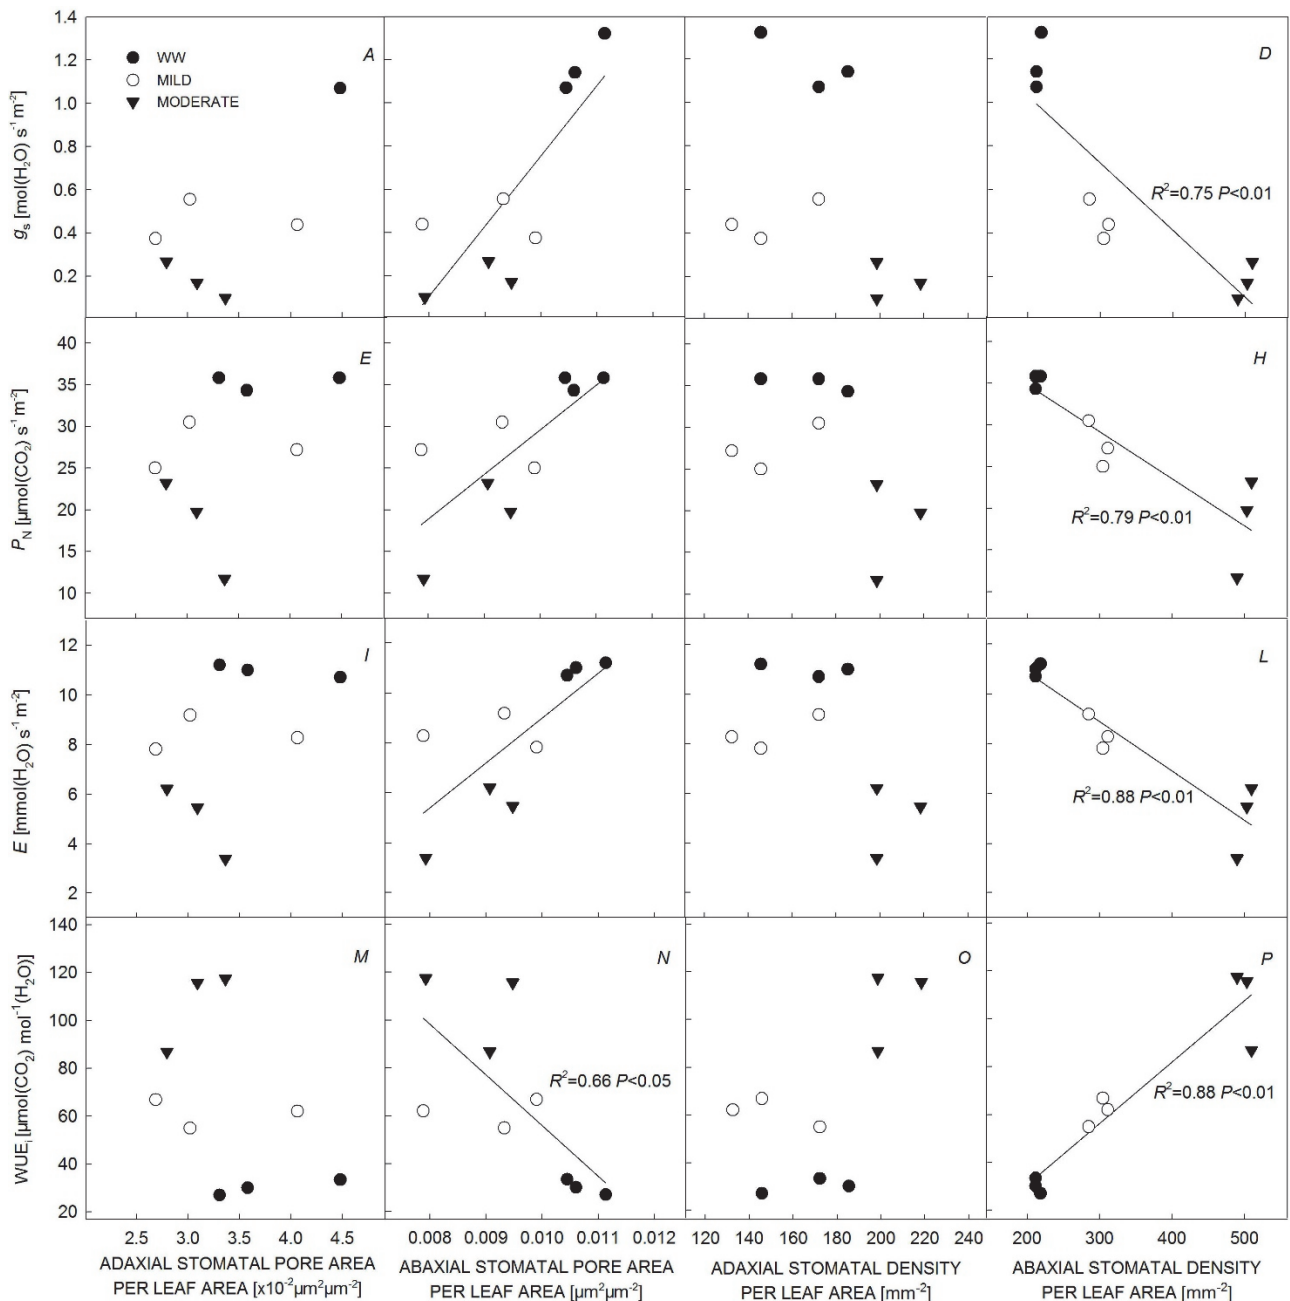 1.4
1.2
1.0
0.8
0.6
0.4
0.2
gs [mol(H2O) s-1 m-2]
WW
MILD
MODERATE
A
D
R2=0.75 P<0.01
40
35
30
25
20
15
10
PN [µmol(CO2) s-1 m-2]
E
H
R2=0.79 P<0.01
12
10
8
6
4
2
E [mmol(H2O) s-1 m-2]
I
L
R2=0.88 P<0.01
140
120
100
80
60
40
20
WUEi [µmol(CO2) mol-1(H2O)]
M
N
R2=0.66 P<0.05
O
P
R2=0.88 P<0.01
2.5 3.0 3.5 4.0 4.5
0.008 0.009 0.010 0.011 0.012
120 140 160 180 200 220 240
200 300 400 500
ADAXIAL STOMATAL PORE AREA
PER LEAF AREA [x10-2µm2µm-2]
ABAXIAL STOMATAL PORE AREA
PER LEAF AREA [µm2µm-2]
ADAXIAL STOMATAL DENSITY
PER LEAF AREA [mm-2]
ABAXIAL STOMATAL DENSITY
PER LEAF AREA [mm-2]